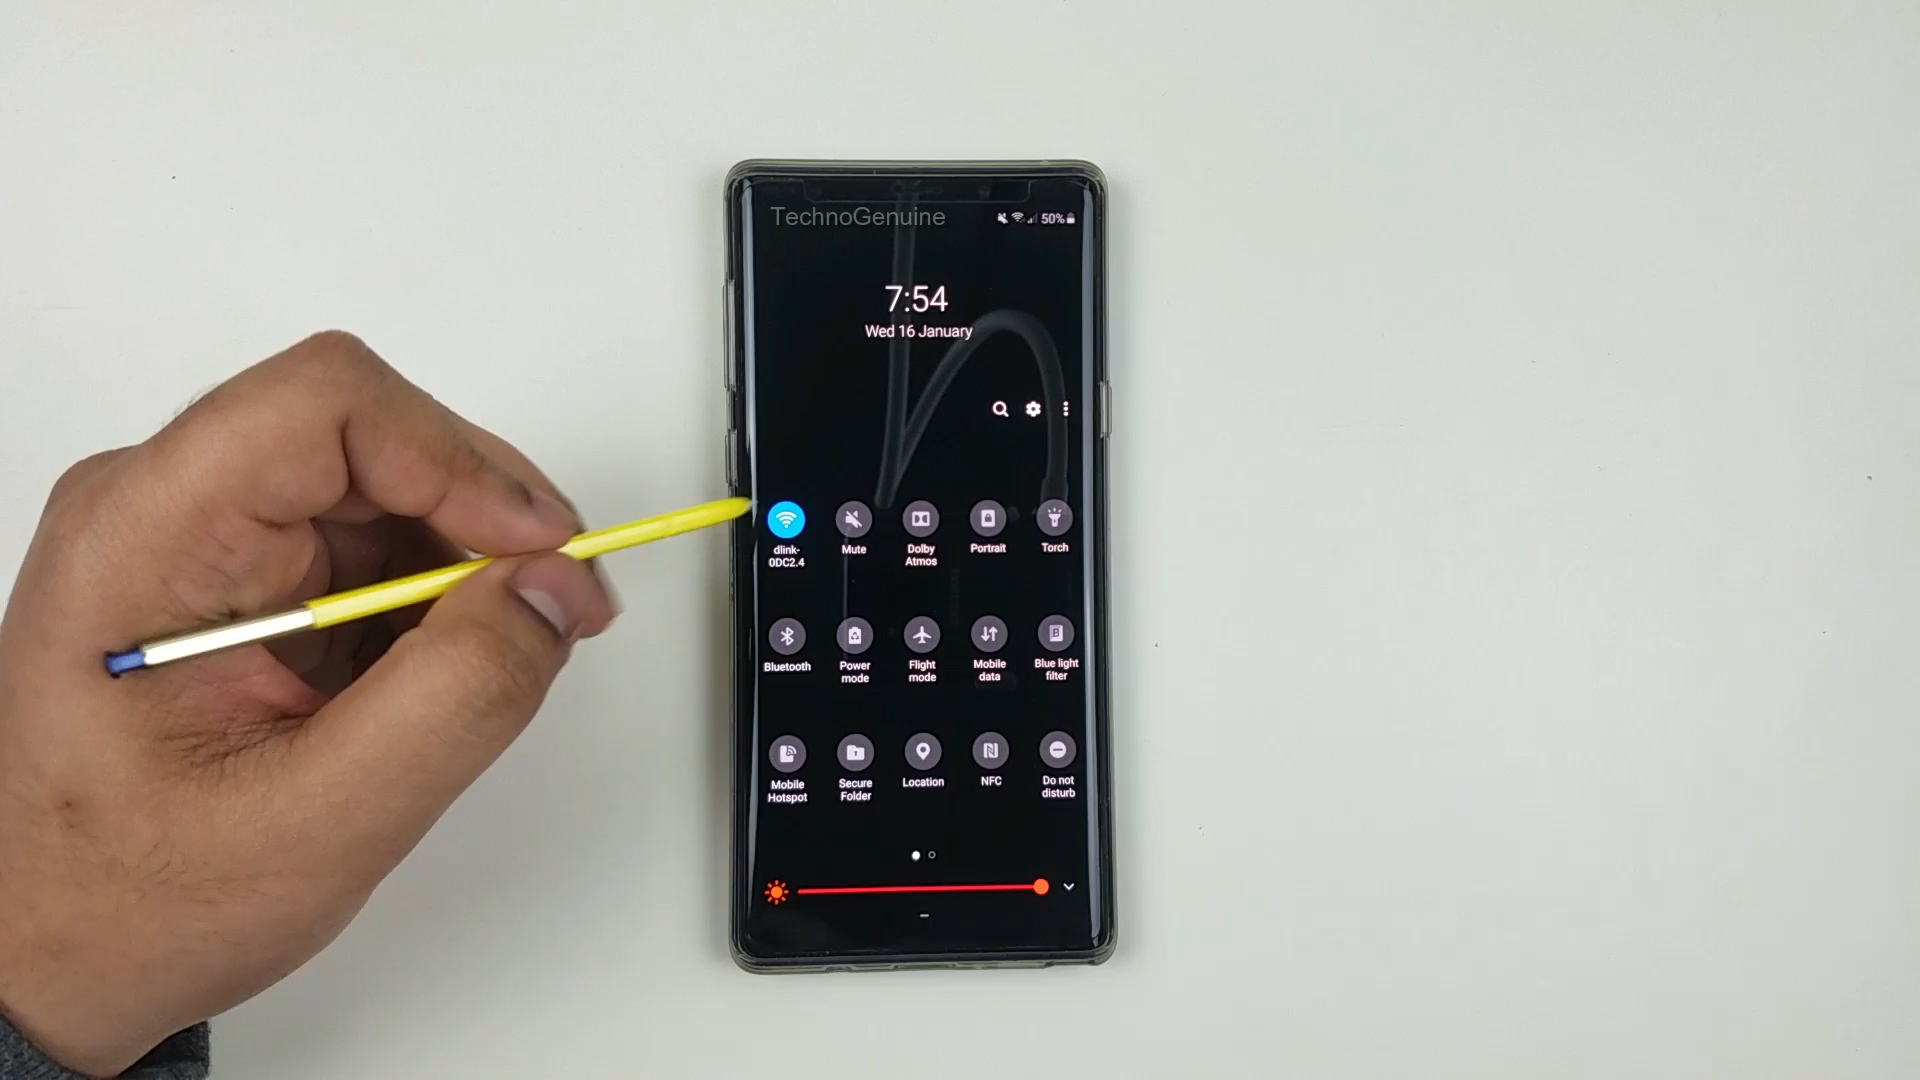 TechnoGenuine
50%
7:54
Wed 16 January
dlink-
0DC2.4
Mute
Dolby
Atmos
Portrait
Torch
Bluetooth
Power
mode
Flight
mode
Mobile
data
Blue light
filter
Mobile
Hotspot
Secure
Folder
Location
NFC
Do not
disturb